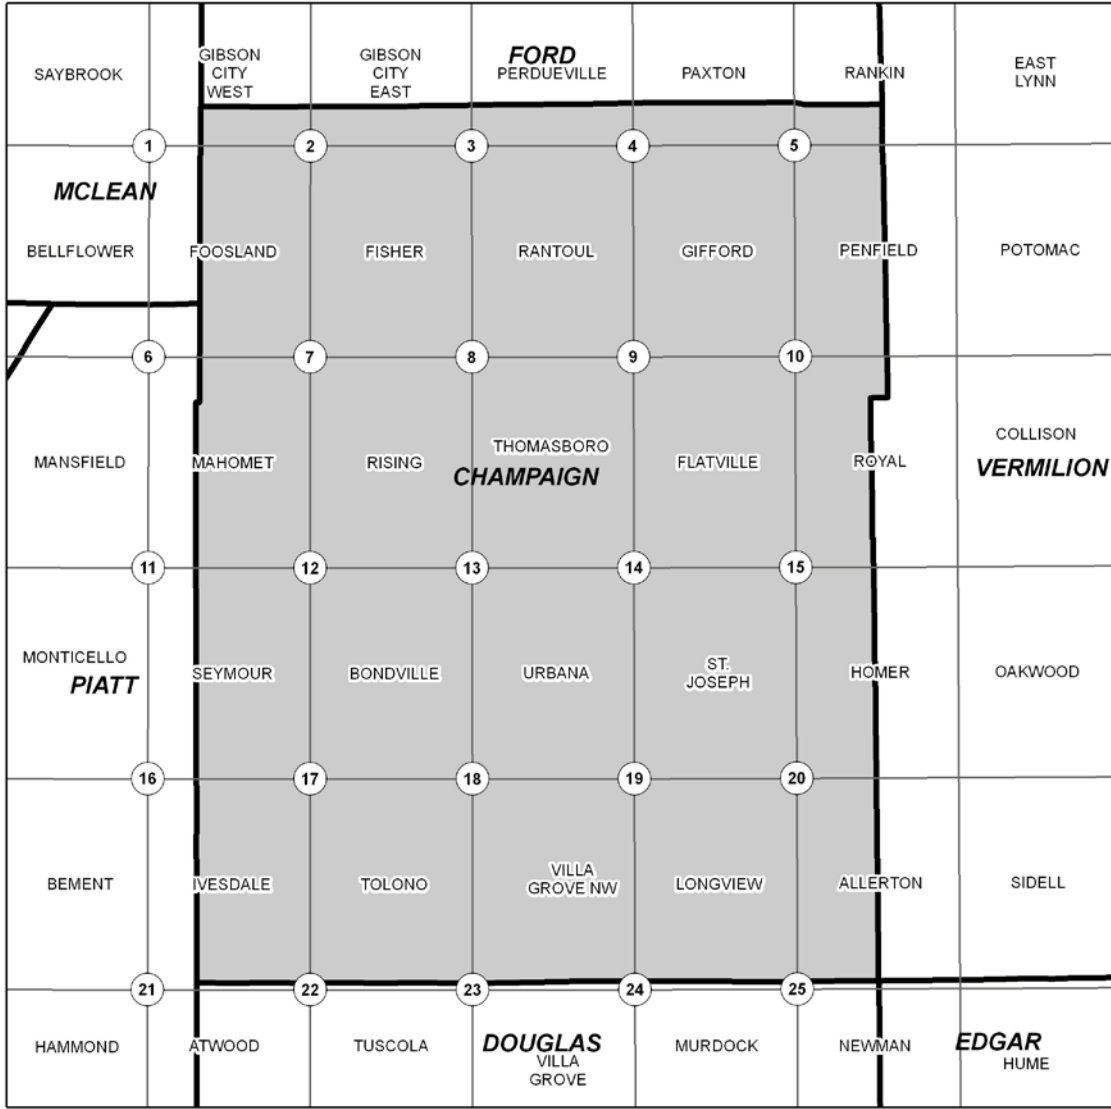 FORD
SAYBROOK
GIBSON
CITY
WEST
GIBSON
CITY
EAST
PERDUEVILLE
PAXTON
RANKIN
EAST
LYNN
1
2
3
4
5
MCLEAN
BELLFLOWER
FOOSLAND
FISHER
RANTOUL
GIFFORD
PENFIELD
POTOMAC
6
7
8
9
10
MANSFIELD
MAHOMET
RISING
THOMASBORO
CHAMPAIGN
FLATVILLE
ROYAL
COLLISON
VERMILION
11
12
13
14
15
MONTICELLO
PIATT
SEYMOUR
BONDVILLE
URBANA
ST.
JOSEPH
HOMER
OAKWOOD
16
17
18
19
20
BEMENT
IVESDALE
TOLONO
VILLA
GROVE NW
LONGVIEW
ALLERTON
SIDELL
21
22
23
24
25
HAMMOND
ATWOOD
TUSCOLA
DOUGLAS
VILLA
GROVE
MURDOCK
NEWMAN
EDGAR
HUME